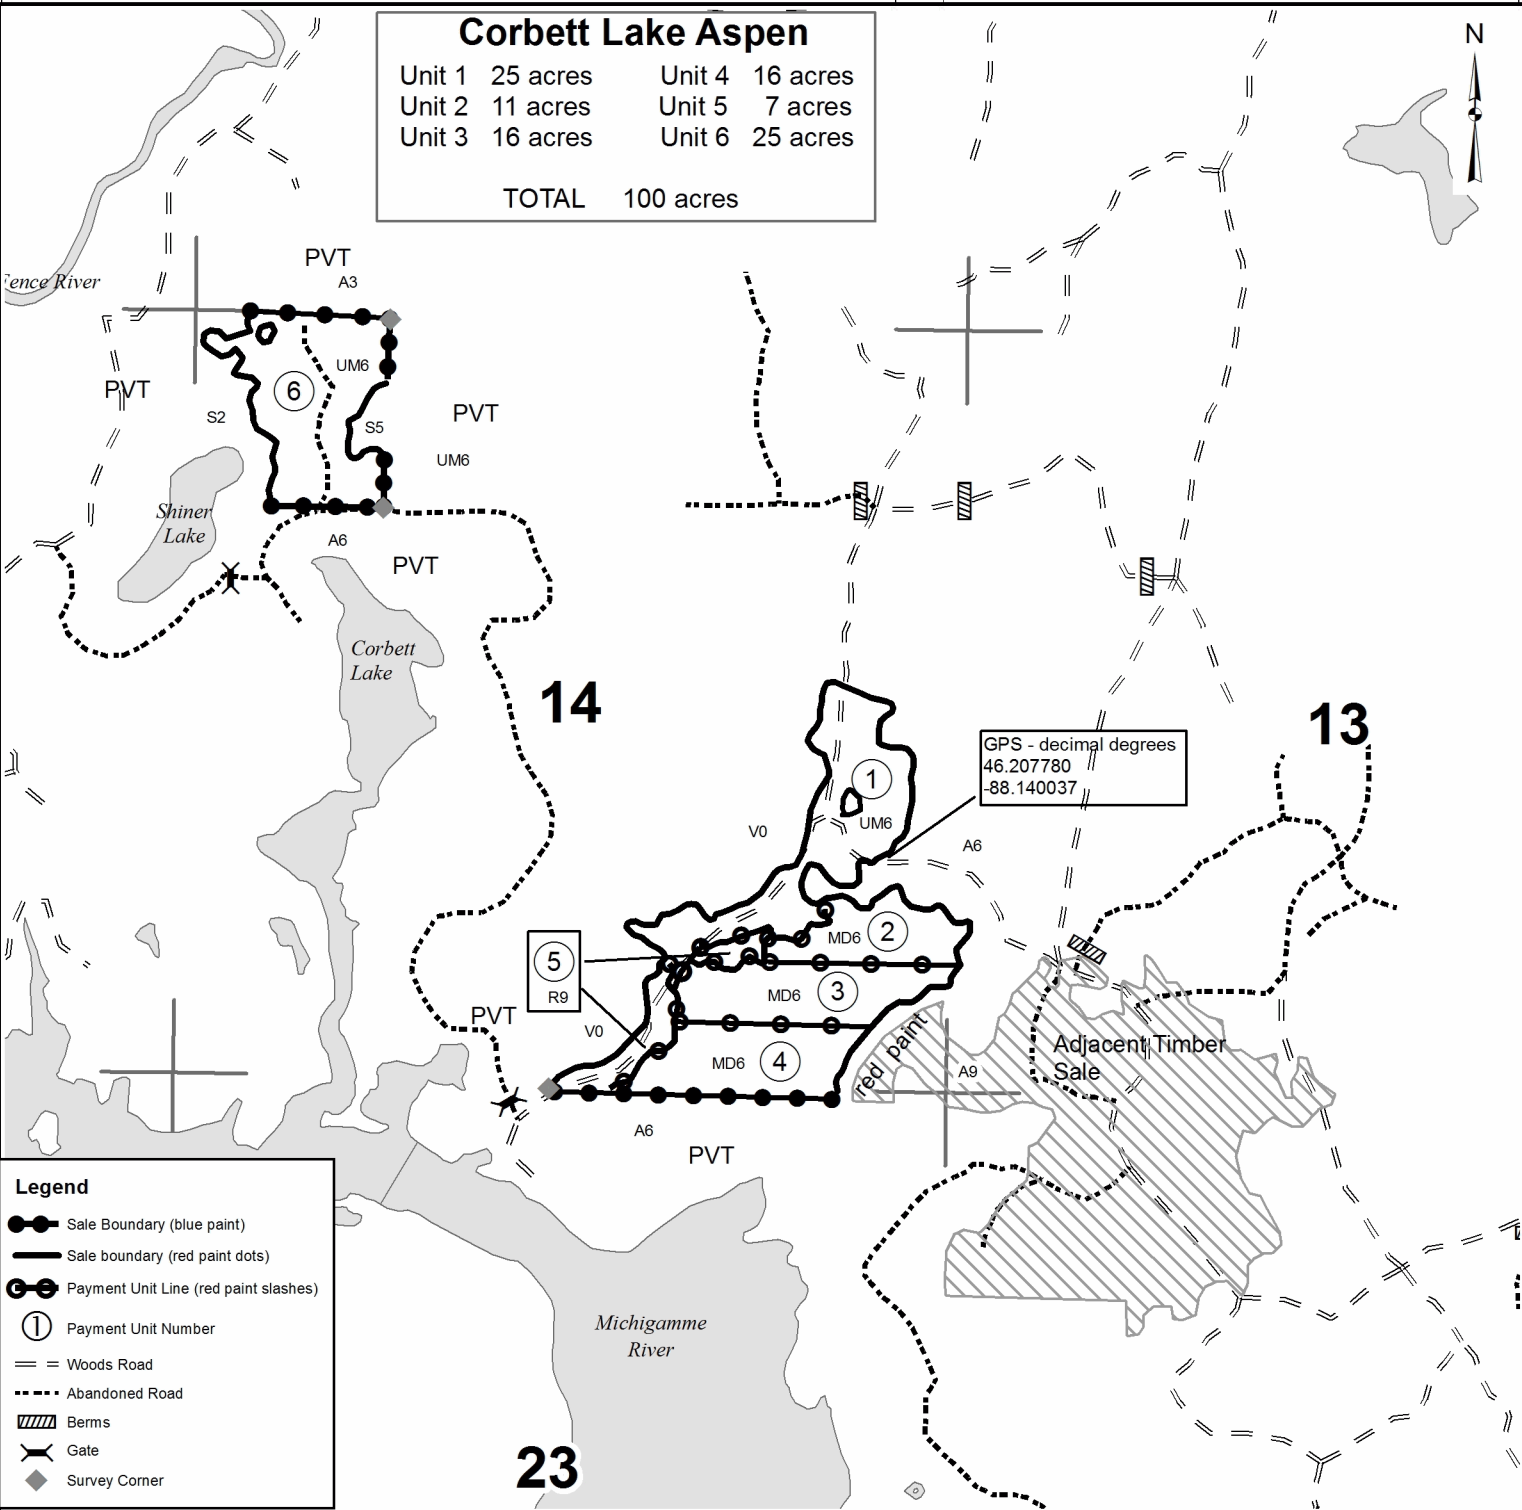 Corbett Lake Aspen
Unit 1 25 acres Unit 4 16 acres
Unit 2 11 acres Unit 5 7 acres
Unit 3 16 acres Unit 6 25 acres
TOTAL 100 acres
N
PVT
A3
River
UM6
6
PVT
S2
S5
PVT
UM6
Shiner
Lake
A6
PVT
Corbett
Lake
14
13
GPS - decimal degrees
46.207780
-88.140037
1
UM6
V0
A6
2
MD6
5
R9
3
MD6
PVT
V0
4
MD6
red paint
A9
Adjacent Timber
Sale
A6
PVT
Legend
Sale Boundary (blue paint)
Sale boundary (red paint dots)
Payment Unit Line (red paint slashes)
1 Payment Unit Number
Woods Road
Abandoned Road
Berms
Gate
Survey Corner
Michigamme
River
23